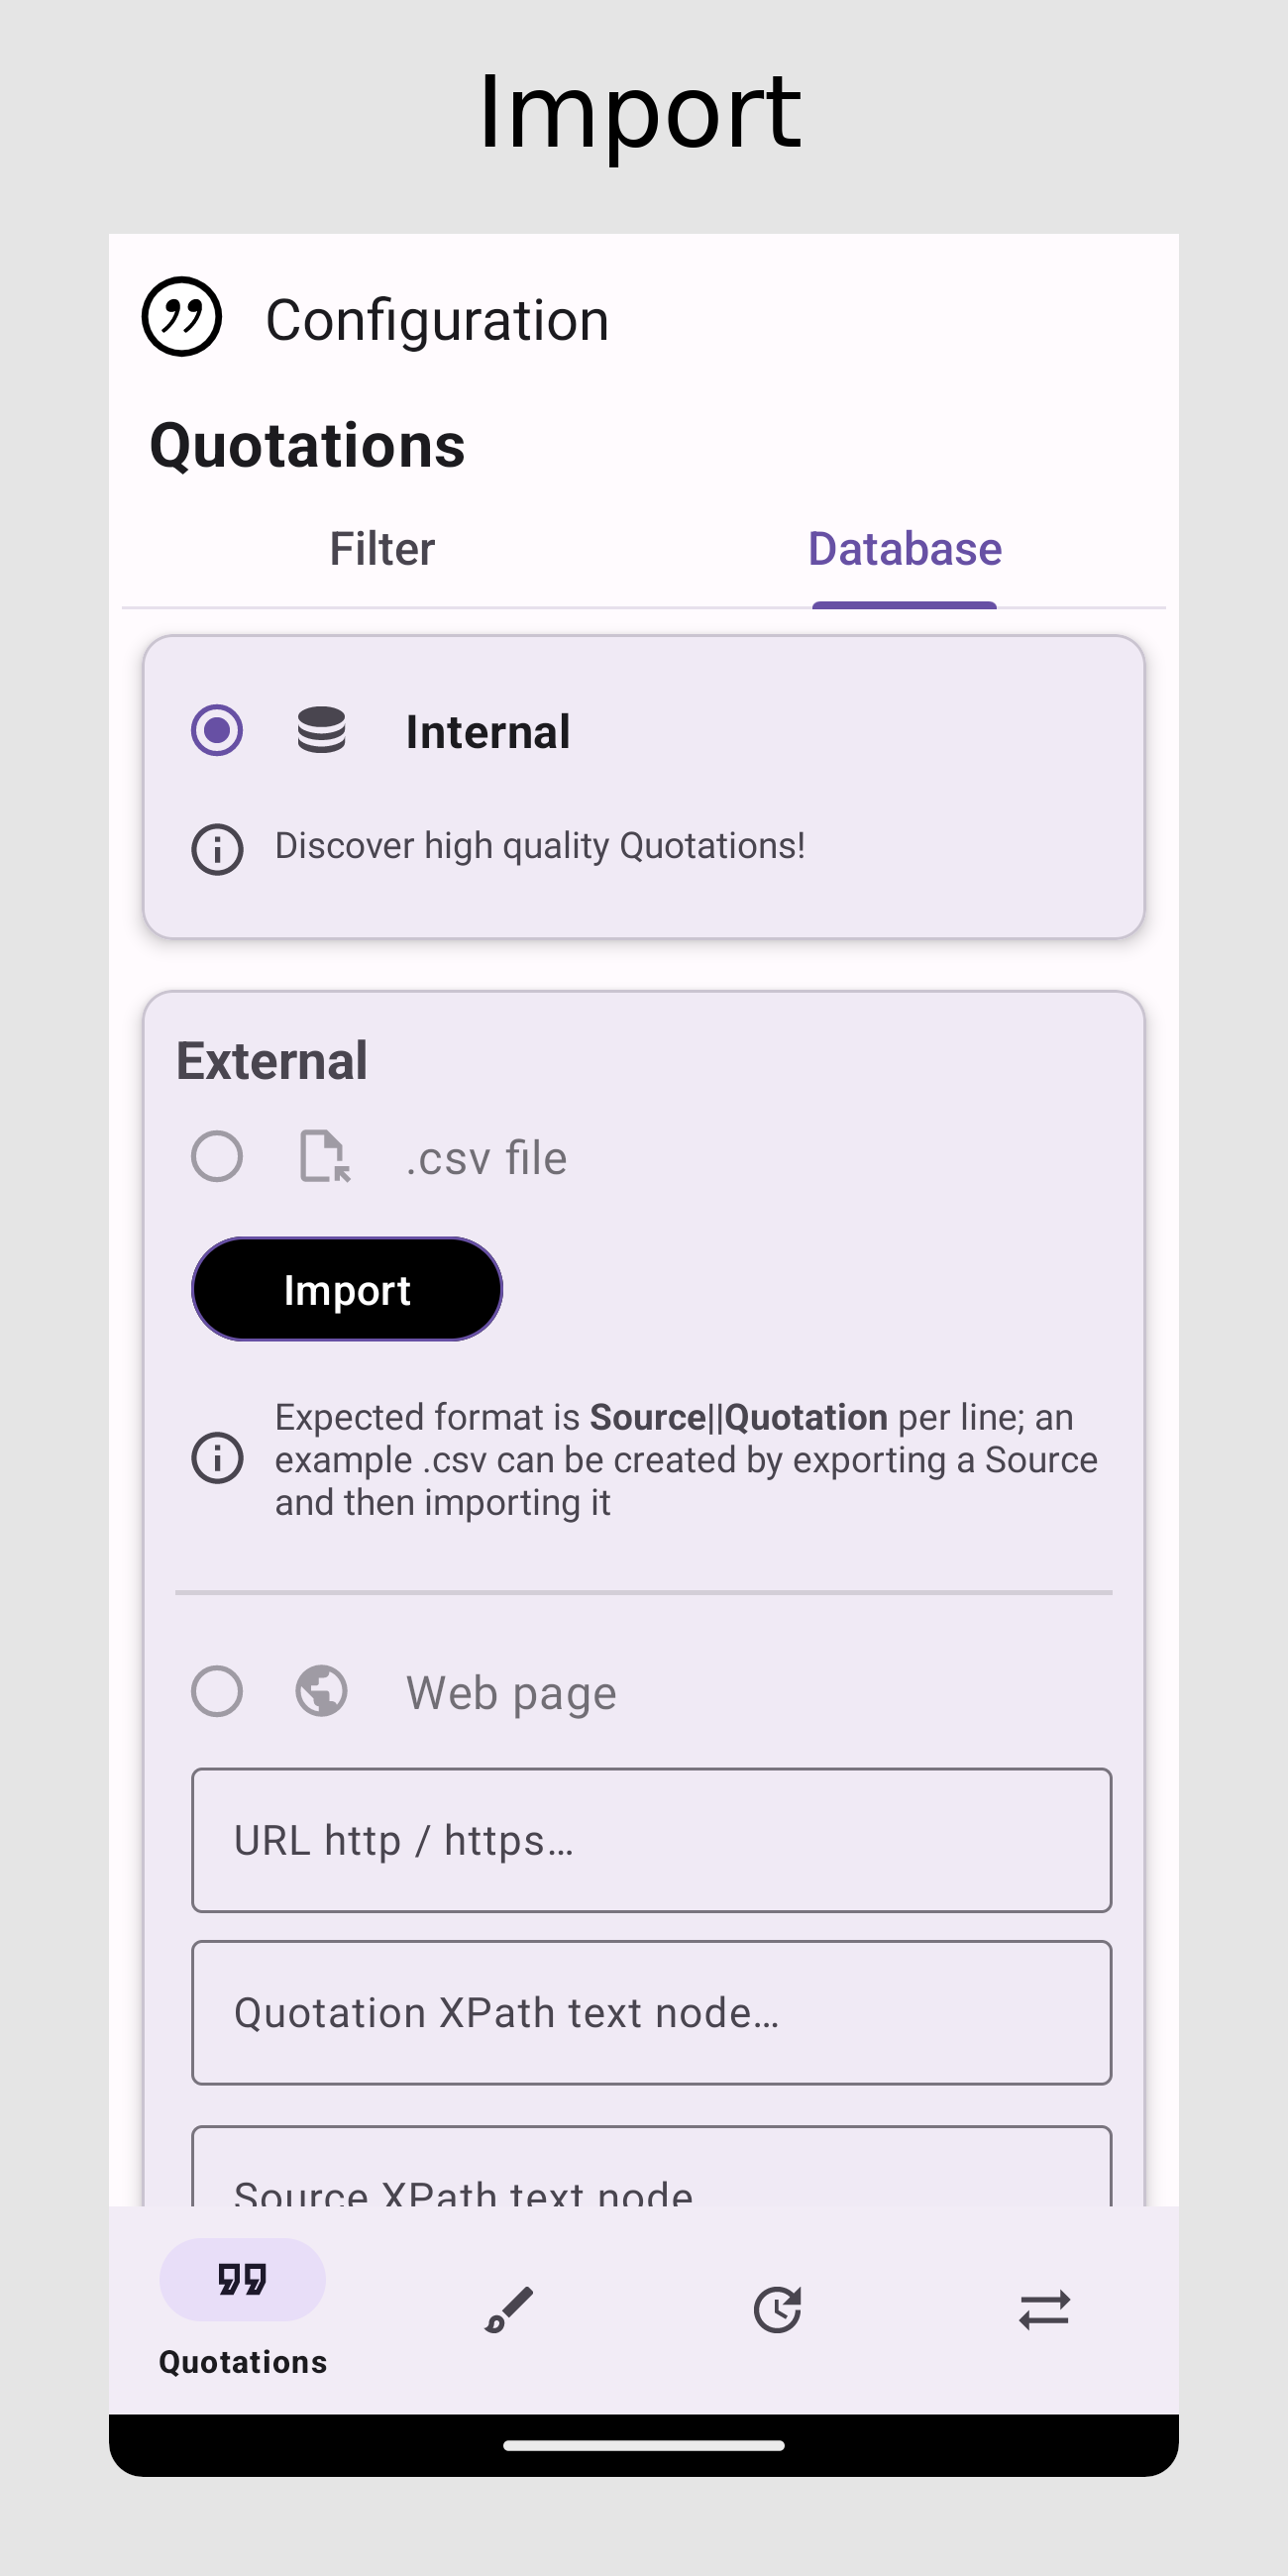 Import
Configuration
Quotations
Filter
Database
Internal
Discover high quality Quotations!
External
.csv file
Import
Expected format is Source||Quotation per line; an
example .csv can be created by exporting a Source
and then importing it
Web page
URL http / https…
Quotation XPath text node…
Source XPath text node
Quotations